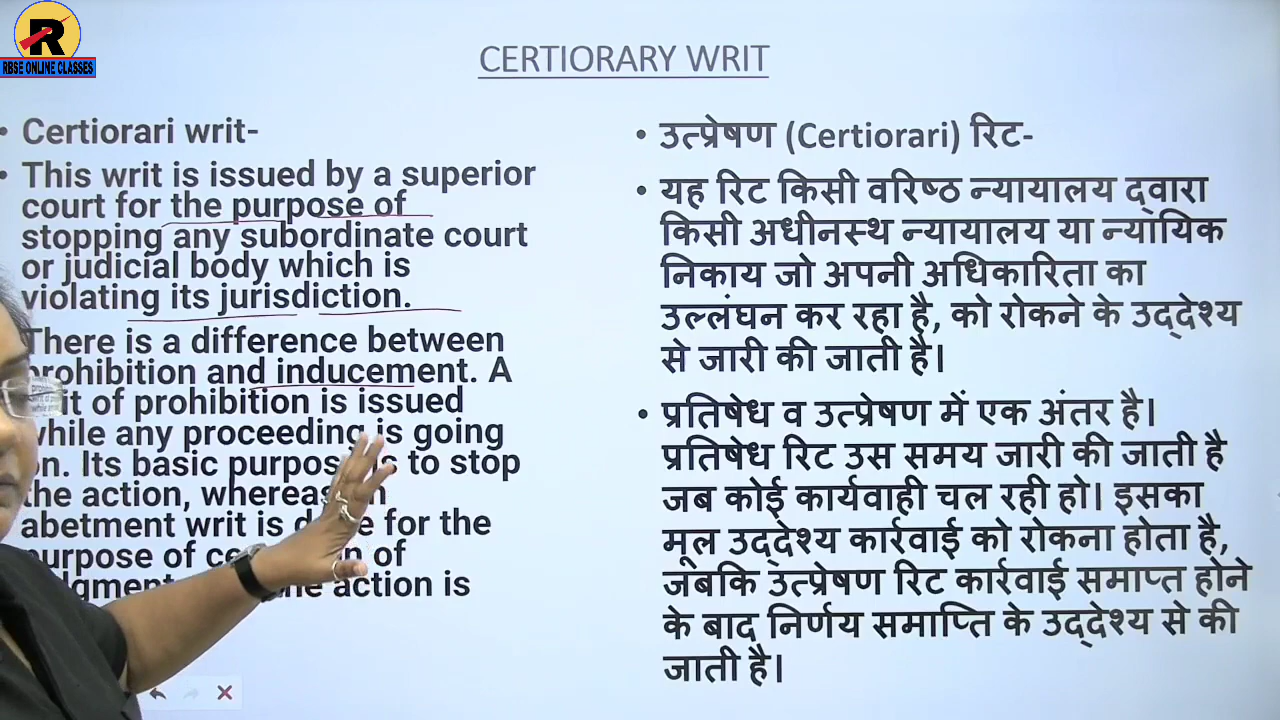 R
RBSE ONLINE CLASSES
CERTIORARY WRIT
• Certiorari writ-
• This writ is issued by a superior
court for the purpose of
stopping any subordinate court
or judicial body which is
violating its jurisdiction.
There is a difference between
prohibition and inducement. A
of prohibition is issued
while any proceeding is going
on. Its basic purpose is to stop
the action, whereas
abetment writ is for the
purpose of of
action is
• उत्प्रेषण (Certiorari) रिट-
• यह रिट किसी वरिष्ठ न्यायालय द्वारा
किसी अधीनस्थ न्यायालय या न्यायिक
निकाय जो अपनी अधिकारिता का
उल्लंघन कर रहा है, को रोकने के उद्देश्य
से जारी की जाती है।
• प्रतिषेध व उत्प्रेषण में एक अंतर है।
प्रतिषेध रिट उस समय जारी की जाती है
जब कोई कार्यवाही चल रही हो। इसका
मूल उद्देश्य कार्रवाई को रोकना होता है,
जबकि उत्प्रेषण रिट कार्रवाई समाप्त होने
के बाद निर्णय समाप्ति के उद्देश्य से की
जाती है।